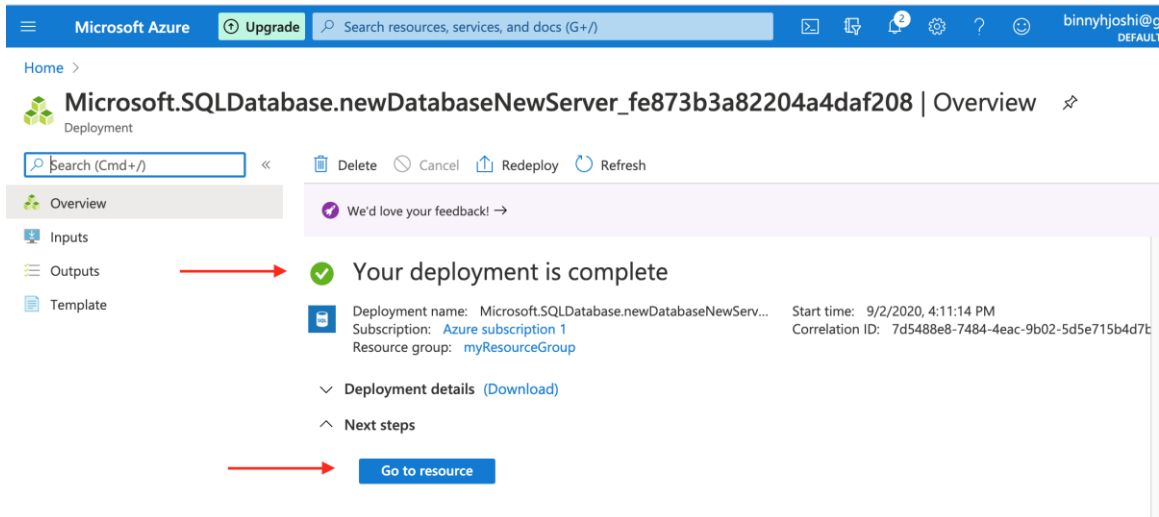 Microsoft Azure
Upgrade
Search resources, services, and docs (G+/)
2
binnyhjoshi@g
DEFAULT
Home >
Microsoft.SQLDatabase.newDatabaseNewServer_fe873b3a82204a4daf208 | Overview
Deployment
Search (Cmd+/)
«
Delete
Cancel
Redeploy
Refresh
Overview
Inputs
Outputs
Template
We'd love your feedback! →
Your deployment is complete
SQL
Deployment name: Microsoft.SQLDatabase.newDatabaseNewServ...
Subscription: Azure subscription 1
Resource group: myResourceGroup
Start time: 9/2/2020, 4:11:14 PM
Correlation ID: 7d5488e8-7484-4eac-9b02-5d5e715b4d7b
Deployment details (Download)
Next steps
Go to resource